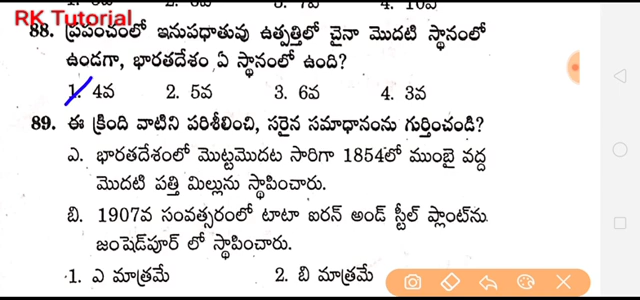 RK Tutorial
88. ప్రపంచంలో ఇనుపధాతువు ఉత్పత్తిలో చైనా మొదటి స్థానంలో
ఉండగా, భారతదేశం ఏ స్థానంలో ఉంది?
1. 4వ 2. 5వ 3. 6వ 4. 3వ
89. ఈ క్రింది వాటిని పరిశీలించి, సరైన సమాధానంను గుర్తించండి?
ఎ. భారతదేశంలో మొట్టమొదట సారిగా 1854లో ముంబై వద్ద
మొదటి పత్తి మిల్లును స్థాపించారు.
బి. 1907వ సంవత్సరంలో టాటా ఐరన్ అండ్ స్టీల్ ప్లాంట్‌ను
జంషెడ్‌పూర్ లో స్థాపించారు.
1. ఎ మాత్రమే 2. బి మాత్రమే